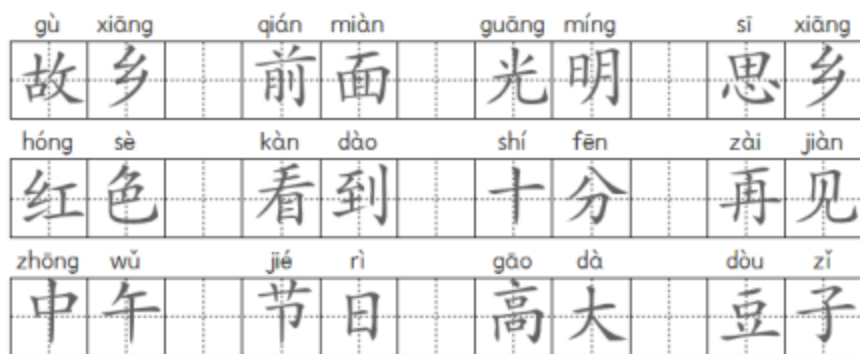 gù xiāng qián miàn guāng míng sī xiāng
故乡 前面 光明 思乡
hóng sè kàn dào shí fēn zài jiàn
红色 看到 十分 再见
zhōng wǔ jié rì gāo dà dòu zǐ
中午 节日 高大 豆子